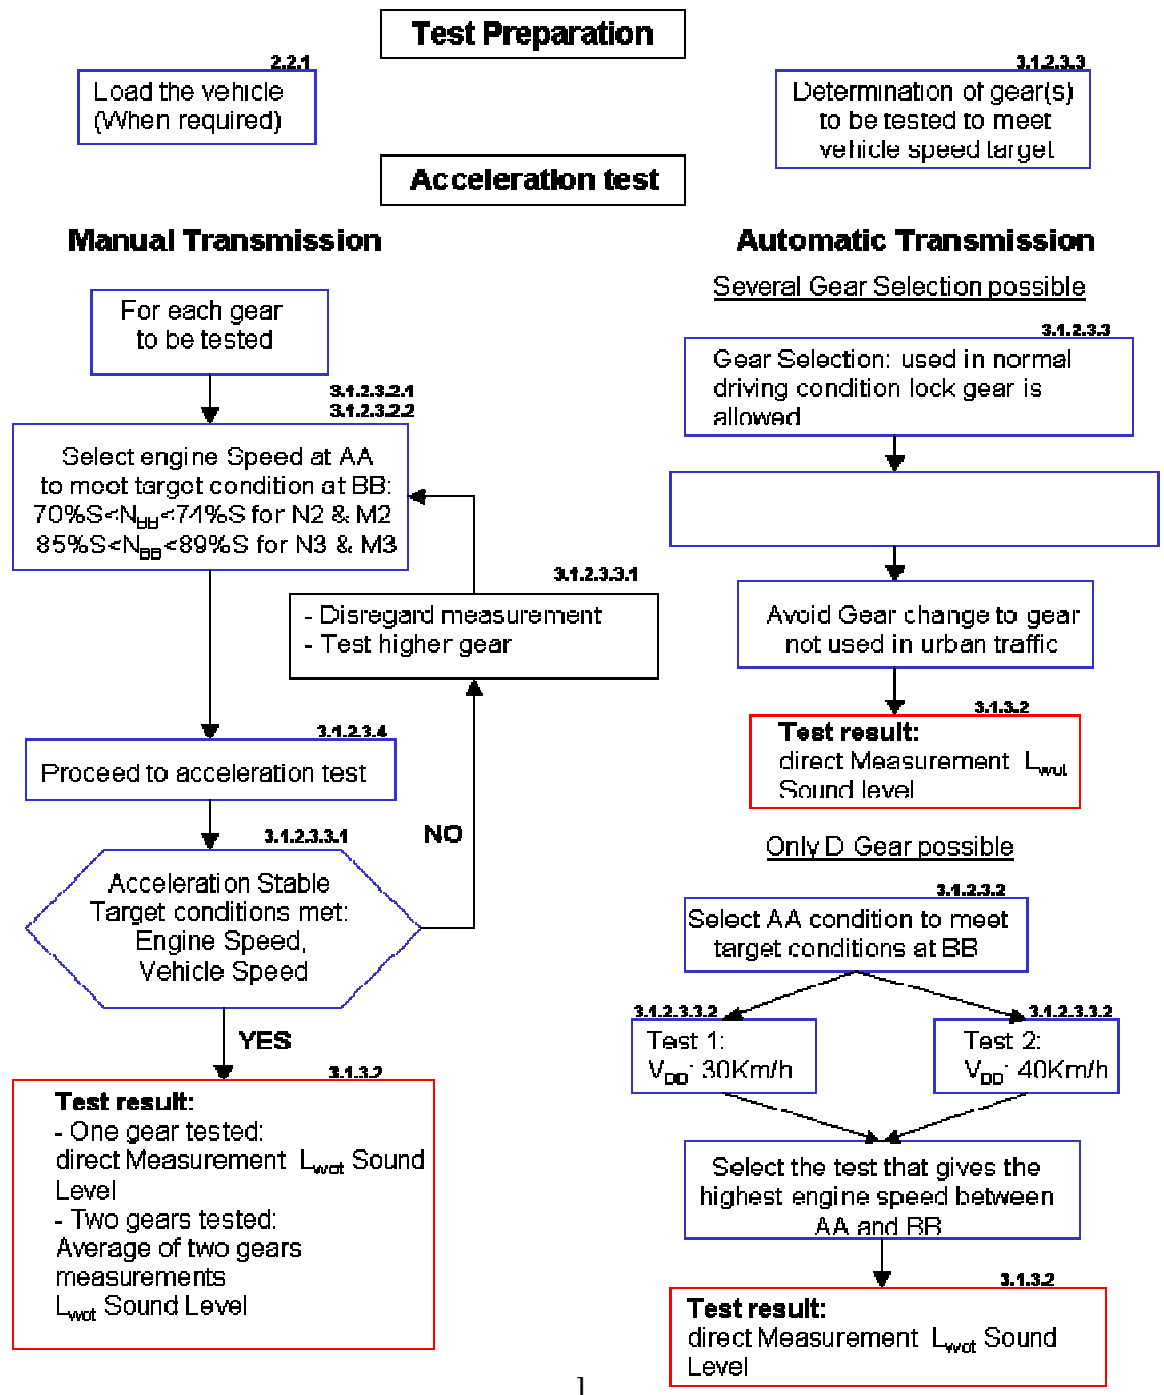 Test Preparation
2.2.1
Load the vehicle
(When required)
3.1.2.3.3
Determination of gear(s)
to be tested to meet
vehicle speed target
Acceleration test
Manual Transmission
For each gear
to be tested
3.1.2.3.2.1
3.1.2.3.2.2
Select engine Speed at AA
to meet target condition at BB:
70%S<N_BB<74%S for N2 & M2
85%S<N_BB<89%S for N3 & M3
3.1.2.3.3.1
- Disregard measurement
- Test higher gear
3.1.2.3.4
Proceed to acceleration test
3.1.2.3.3.1
NO
Acceleration Stable
Target conditions met:
Engine Speed,
Vehicle Speed
YES
3.1.3.2
Test result:
- One gear tested:
direct Measurement L_wot Sound
Level
- Two gears tested:
Average of two gears
measurements
L_wot Sound Level
Automatic Transmission
Several Gear Selection possible
3.1.2.3.3
Gear Selection: used in normal
driving condition lock gear is
allowed
Avoid Gear change to gear
not used in urban traffic
3.1.3.2
Test result:
direct Measurement L_wot
Sound level
Only D Gear possible
3.1.2.3.2
Select AA condition to meet
target conditions at BB
3.1.2.3.3.2
Test 1:
30Km/h
3.1.2.3.3.2
Test 2:
40Km/h
Select the test that gives the
highest engine speed between
AA and BB
3.1.3.2
Test result:
direct Measurement L_wot Sound
Level
1